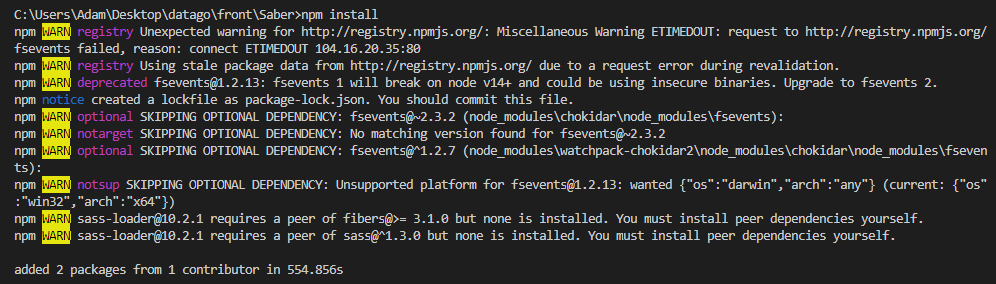 C:\Users\Adam\Desktop\datago\front\Saber>npm install
npm WARN registry Unexpected warning for http://registry.npmjs.org/: Miscellaneous Warning ETIMEDOUT: request to http://registry.npmjs.org/
fsevents failed, reason: connect ETIMEDOUT 104.16.20.35:80
npm WARN registry Using stale package data from http://registry.npmjs.org/ due to a request error during revalidation.
npm WARN deprecated fsevents@1.2.13: fsevents 1 will break on node v14+ and could be using insecure binaries. Upgrade to fsevents 2.
npm notice created a lockfile as package-lock.json. You should commit this file.
npm WARN optional SKIPPING OPTIONAL DEPENDENCY: fsevents@~2.3.2 (node_modules\chokidar\node_modules\fsevents):
npm WARN notarget SKIPPING OPTIONAL DEPENDENCY: No matching version found for fsevents@~2.3.2
npm WARN optional SKIPPING OPTIONAL DEPENDENCY: fsevents@^1.2.7 (node_modules\watchpack-chokidar2\node_modules\chokidar\node_modules\fseven
ts):
npm WARN notsup SKIPPING OPTIONAL DEPENDENCY: Unsupported platform for fsevents@1.2.13: wanted {"os":"darwin","arch":"any"} (current: {"os"
:"win32","arch":"x64"})
npm WARN sass-loader@10.2.1 requires a peer of fibers@>= 3.1.0 but none is installed. You must install peer dependencies yourself.
npm WARN sass-loader@10.2.1 requires a peer of sass@^1.3.0 but none is installed. You must install peer dependencies yourself.
added 2 packages from 1 contributor in 554.856s